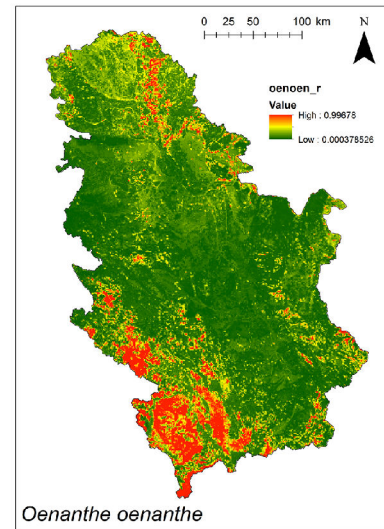 0 25 50 100 km
N
oenoen_r
Value
High : 0.99678
Low : 0.000378526
Oenanthe oenanthe